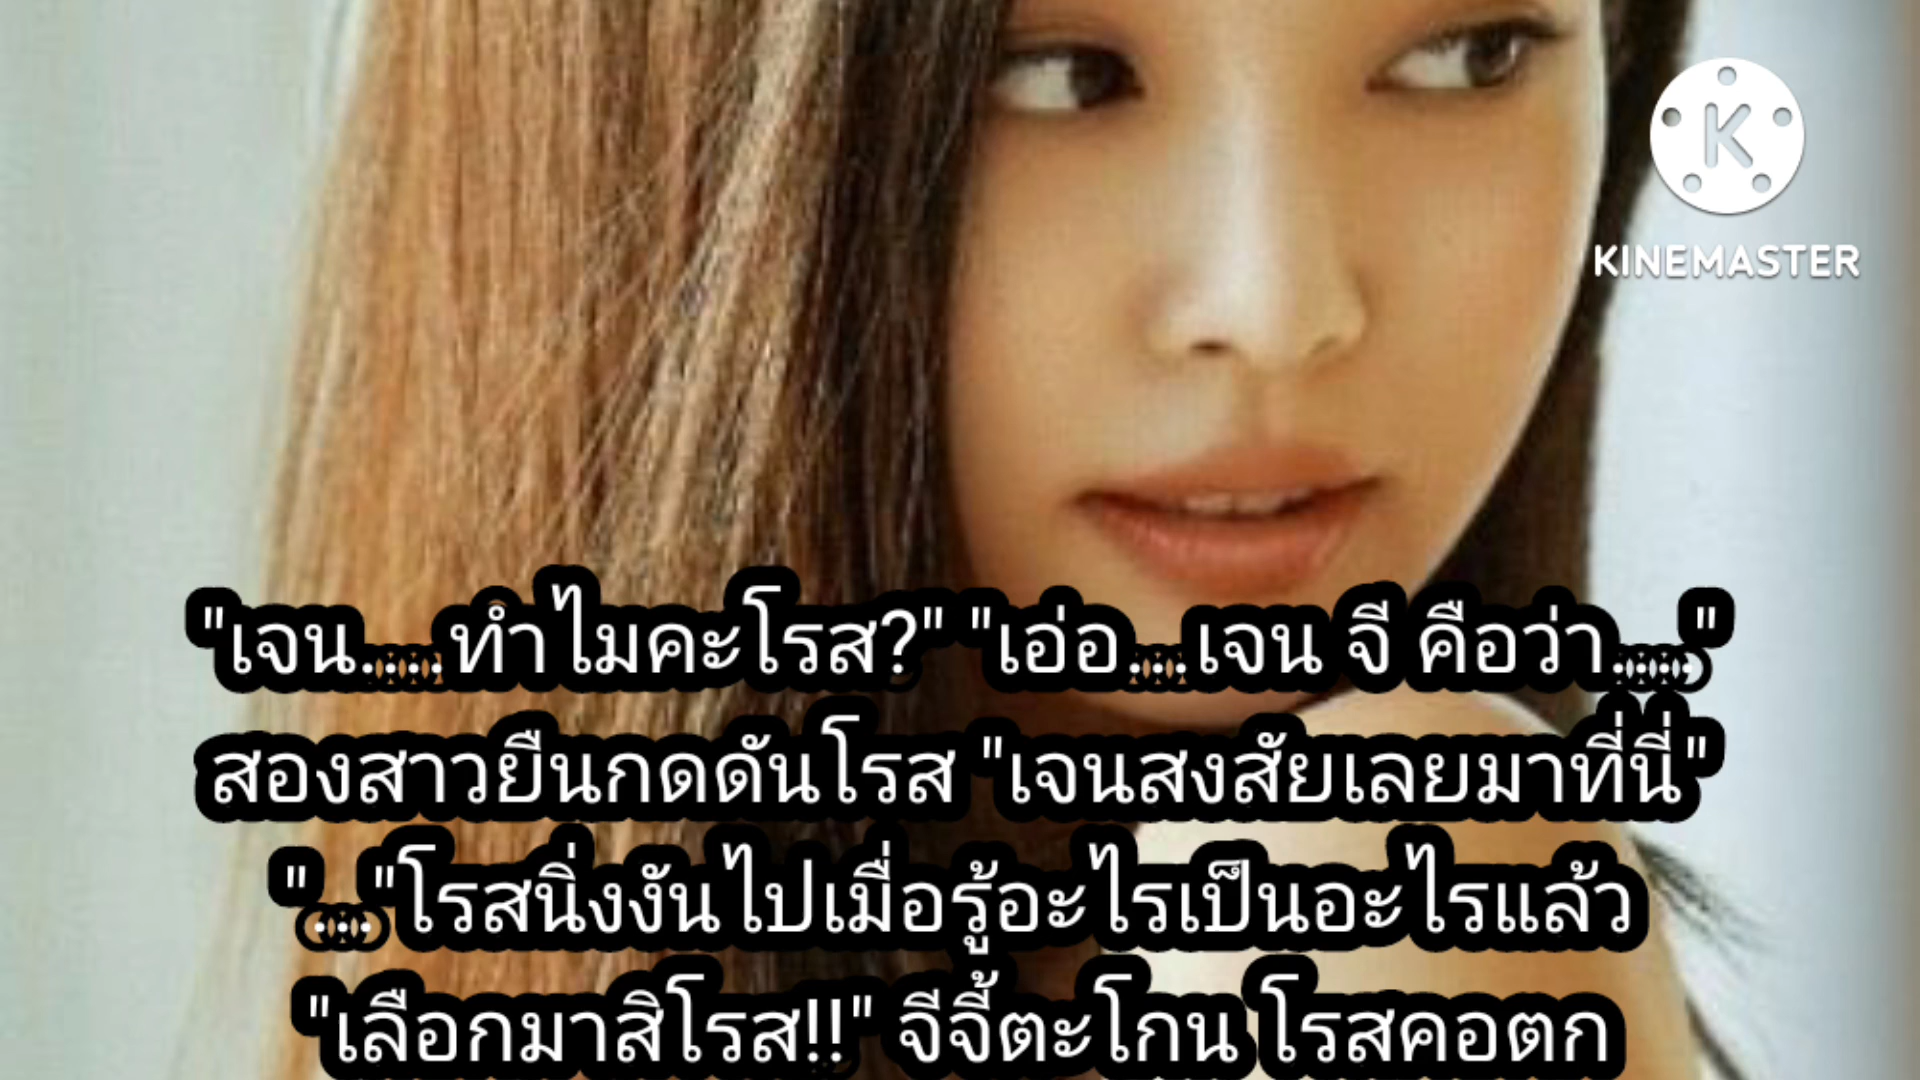 KINEMASTER
"เจน.....ทำไมคะโรส?" "เอ่อ....เจน จี คือว่า......"
สองสาวยืนกดดันโรส "เจนสงสัยเลยมาที่นี่"
"...."โรสนิ่งงันไปเมื่อรู้อะไรเป็นอะไรแล้ว
"เลือกมาสิโรส!!" จีจี้ตะโกน โรสคอตก